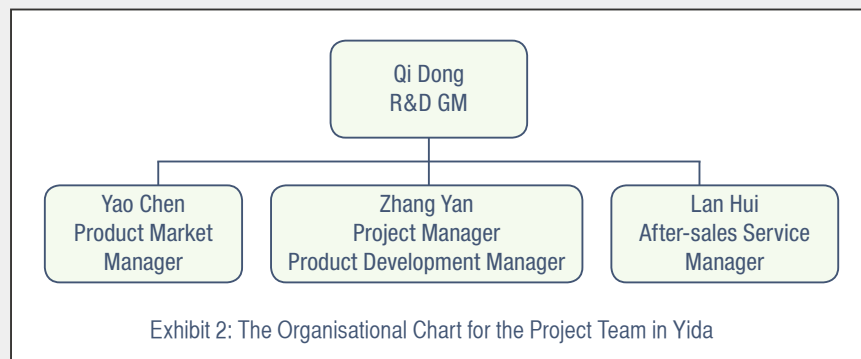 Qi Dong
R&D GM
Yao Chen
Product Market
Manager
Zhang Yan
Project Manager
Product Development Manager
Lan Hui
After-sales Service
Manager
Exhibit 2: The Organisational Chart for the Project Team in Yida